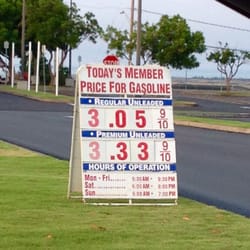 TODAY'S MEMBER
PRICE FOR GASOLINE
• REGULAR UNLEADED •
3.05 9/10
• PREMIUM UNLEADED •
3.33 9/10
HOURS OF OPERATION
Mon - Fri
Sat
Sun